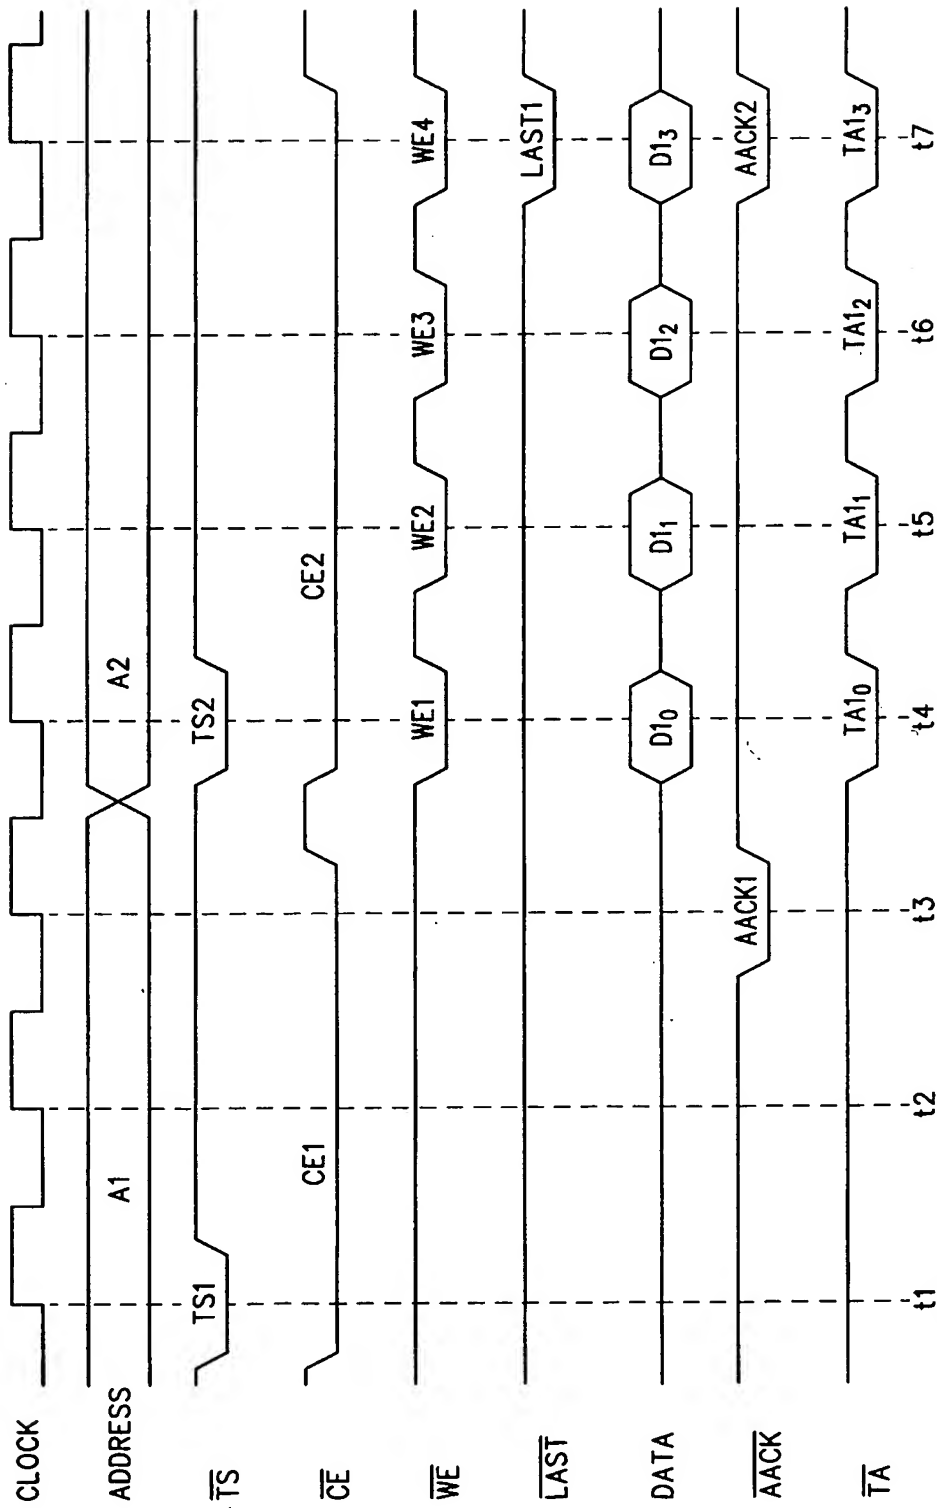 CLOCK
ADDRESS A1 A2
TS TS1 TS2
CE CE1 CE2
WE WE1 WE2 WE3 WE4
LAST LAST1
DATA D1₀ D1₁ D1₂ D1₃
AACK AACK1 AACK2
TA TA1₀ TA1₁ TA1₂ TA1₃
t1 t2 t3 t4 t5 t6 t7